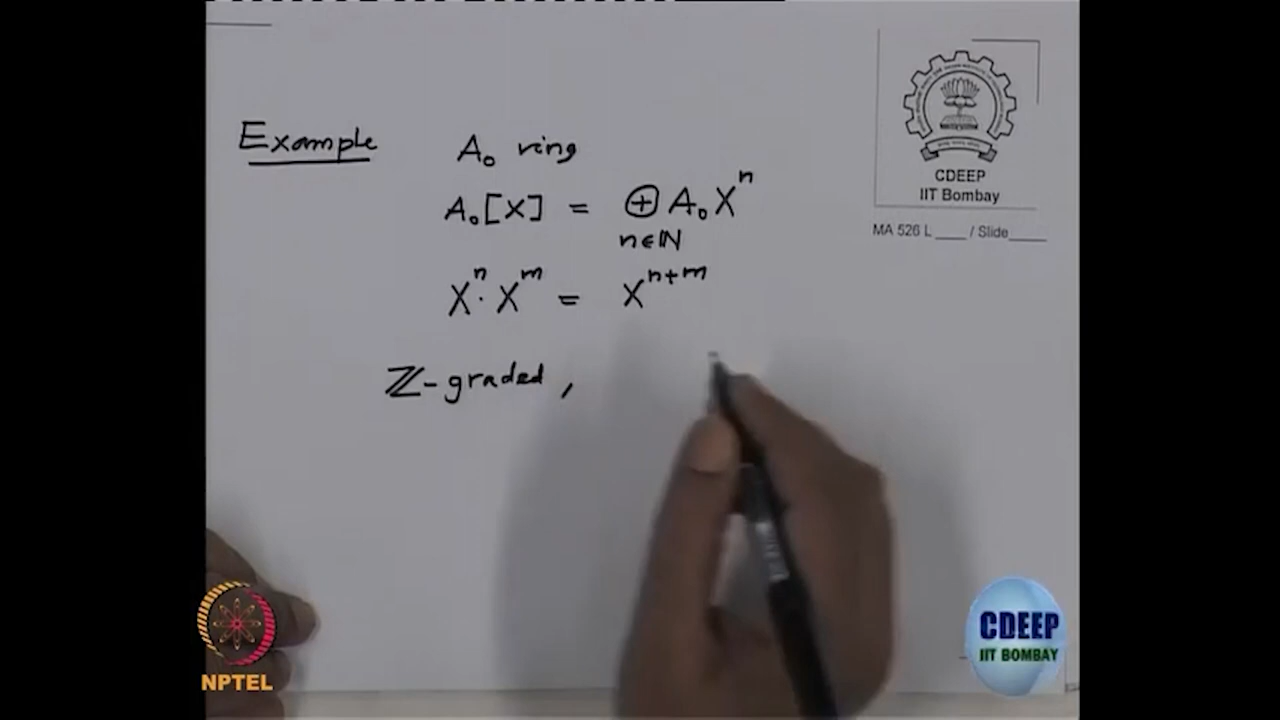 Example A₀ ring
A₀[X] = ⊕ A₀Xⁿ
n∈ℕ
Xⁿ · Xᵐ = Xⁿ⁺ᵐ
ℤ-graded,
CDEEP
IIT Bombay
MA 526 L ____ / Slide____
NPTEL
CDEEP
IIT BOMBAY